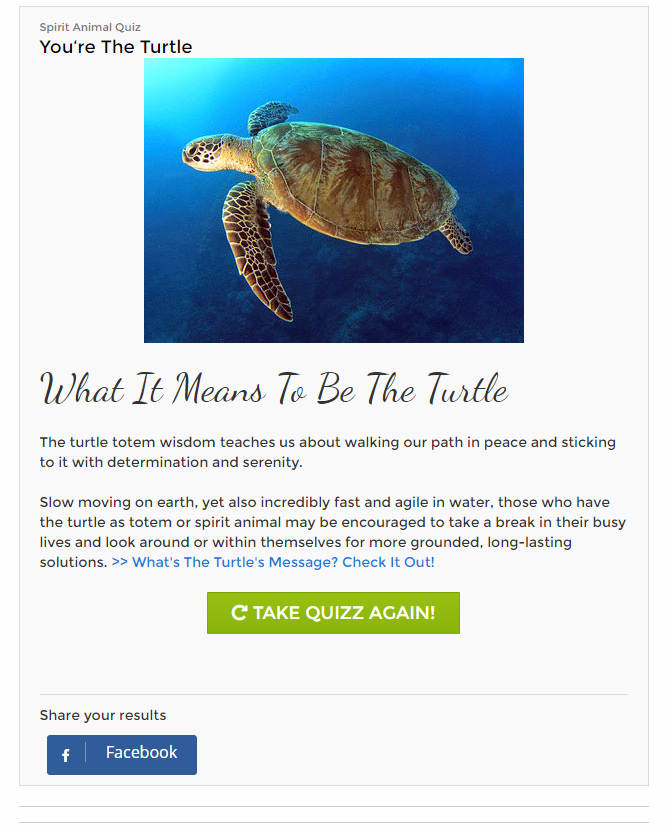 Spirit Animal Quiz
You're The Turtle
What It Means To Be The Turtle
The turtle totem wisdom teaches us about walking our path in peace and sticking
to it with determination and serenity.
Slow moving on earth, yet also incredibly fast and agile in water, those who have
the turtle as totem or spirit animal may be encouraged to take a break in their busy
lives and look around or within themselves for more grounded, long-lasting
solutions. >> What's The Turtle's Message? Check It Out!
TAKE QUIZZ AGAIN!
Share your results
f Facebook